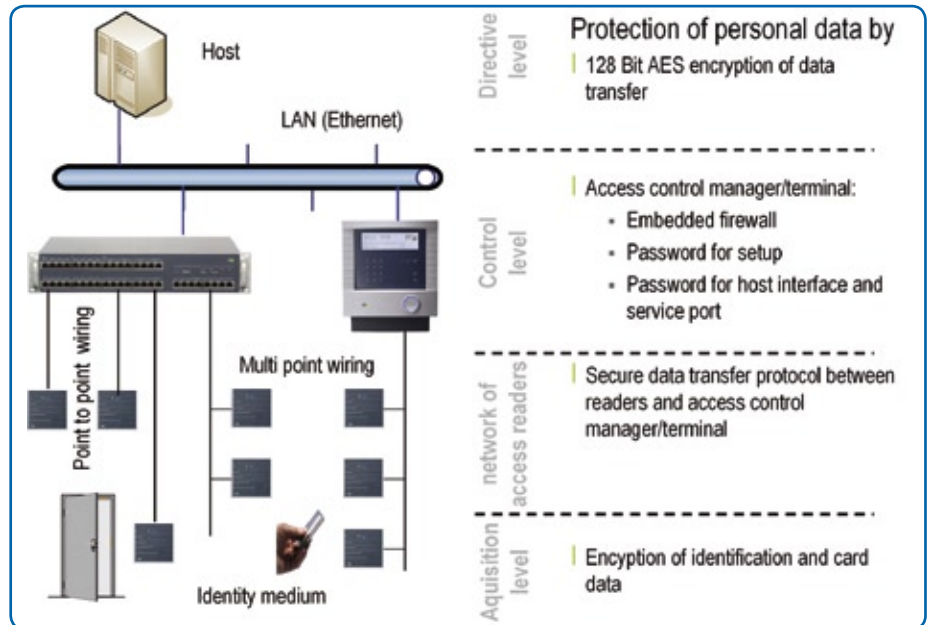 Host
LAN (Ethernet)
Point to point wiring
Multi point wiring
Identity medium
Directive
level
Protection of personal data by
128 Bit AES encryption of data
transfer
Control
level
Access control manager/terminal:
Embedded firewall
Password for setup
Password for host interface and
service port
network of
access readers
Secure data transfer protocol between
readers and access control
manager/terminal
Aquisition
level
Encyption of identification and card
data